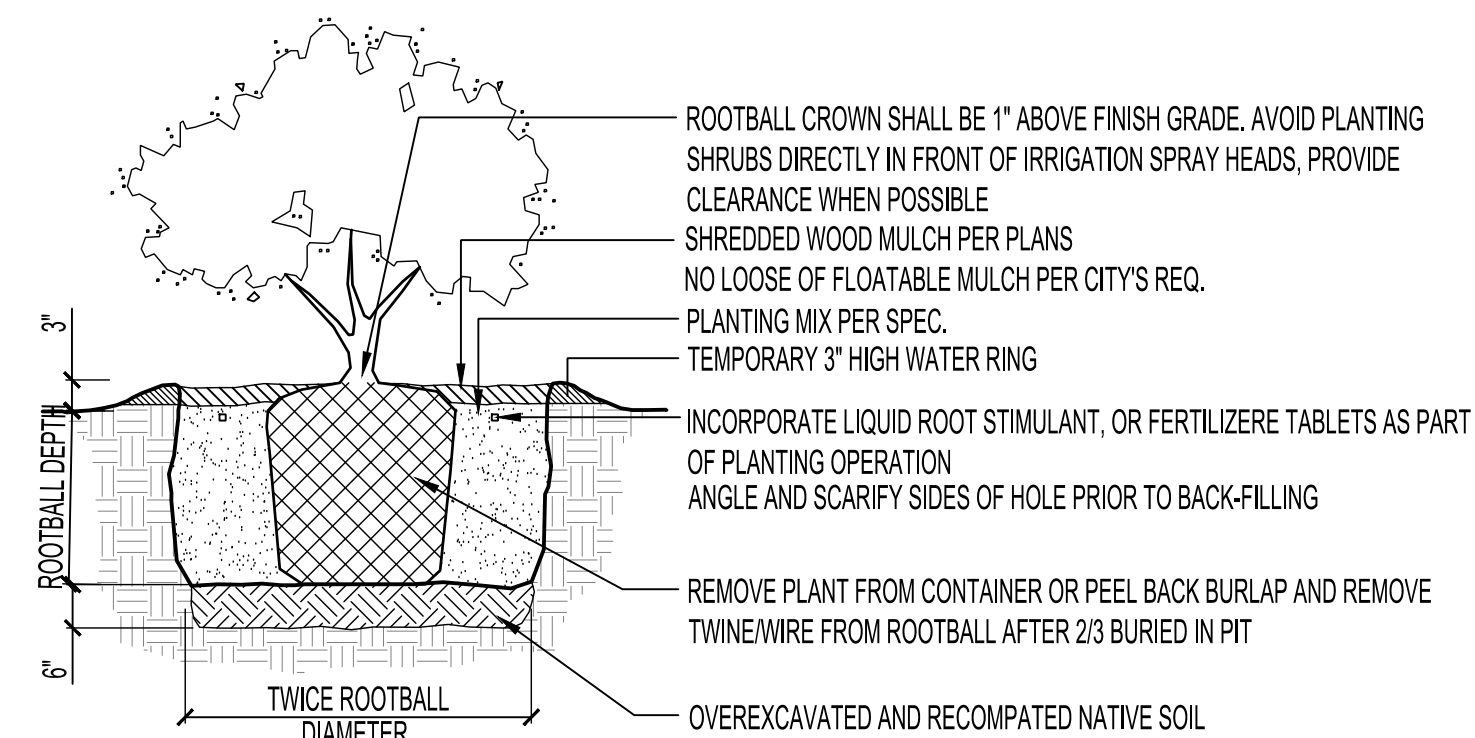 ROOTBALL CROWN SHALL BE 1" ABOVE FINISH GRADE. AVOID PLANTING
SHRUBS DIRECTLY IN FRONT OF IRRIGATION SPRAY HEADS, PROVIDE
CLEARANCE WHEN POSSIBLE
SHREDDED WOOD MULCH PER PLANS
NO LOOSE OF FLOATABLE MULCH PER CITY'S REQ.
PLANTING MIX PER SPEC.
TEMPORARY 3" HIGH WATER RING
INCORPORATE LIQUID ROOT STIMULANT, OR FERTILIZERE TABLETS AS PART
OF PLANTING OPERATION
ANGLE AND SCARIFY SIDES OF HOLE PRIOR TO BACK-FILLING
REMOVE PLANT FROM CONTAINER OR PEEL BACK BURLAP AND REMOVE
TWINE/WIRE FROM ROOTBALL AFTER 2/3 BURIED IN PIT
OVEREXCAVATED AND RECOMPATED NATIVE SOIL
3"
ROOTBALL DEPTH
6"
TWICE ROOTBALL
DIAMETER